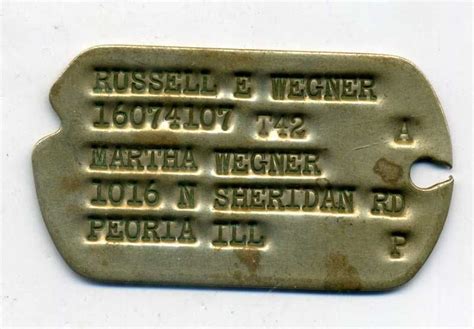 RUSSELL E WEGNER
16074107 T42 A
MARTHA WEGNER
1016 N SHERIDAN RD
PEORIA ILL P